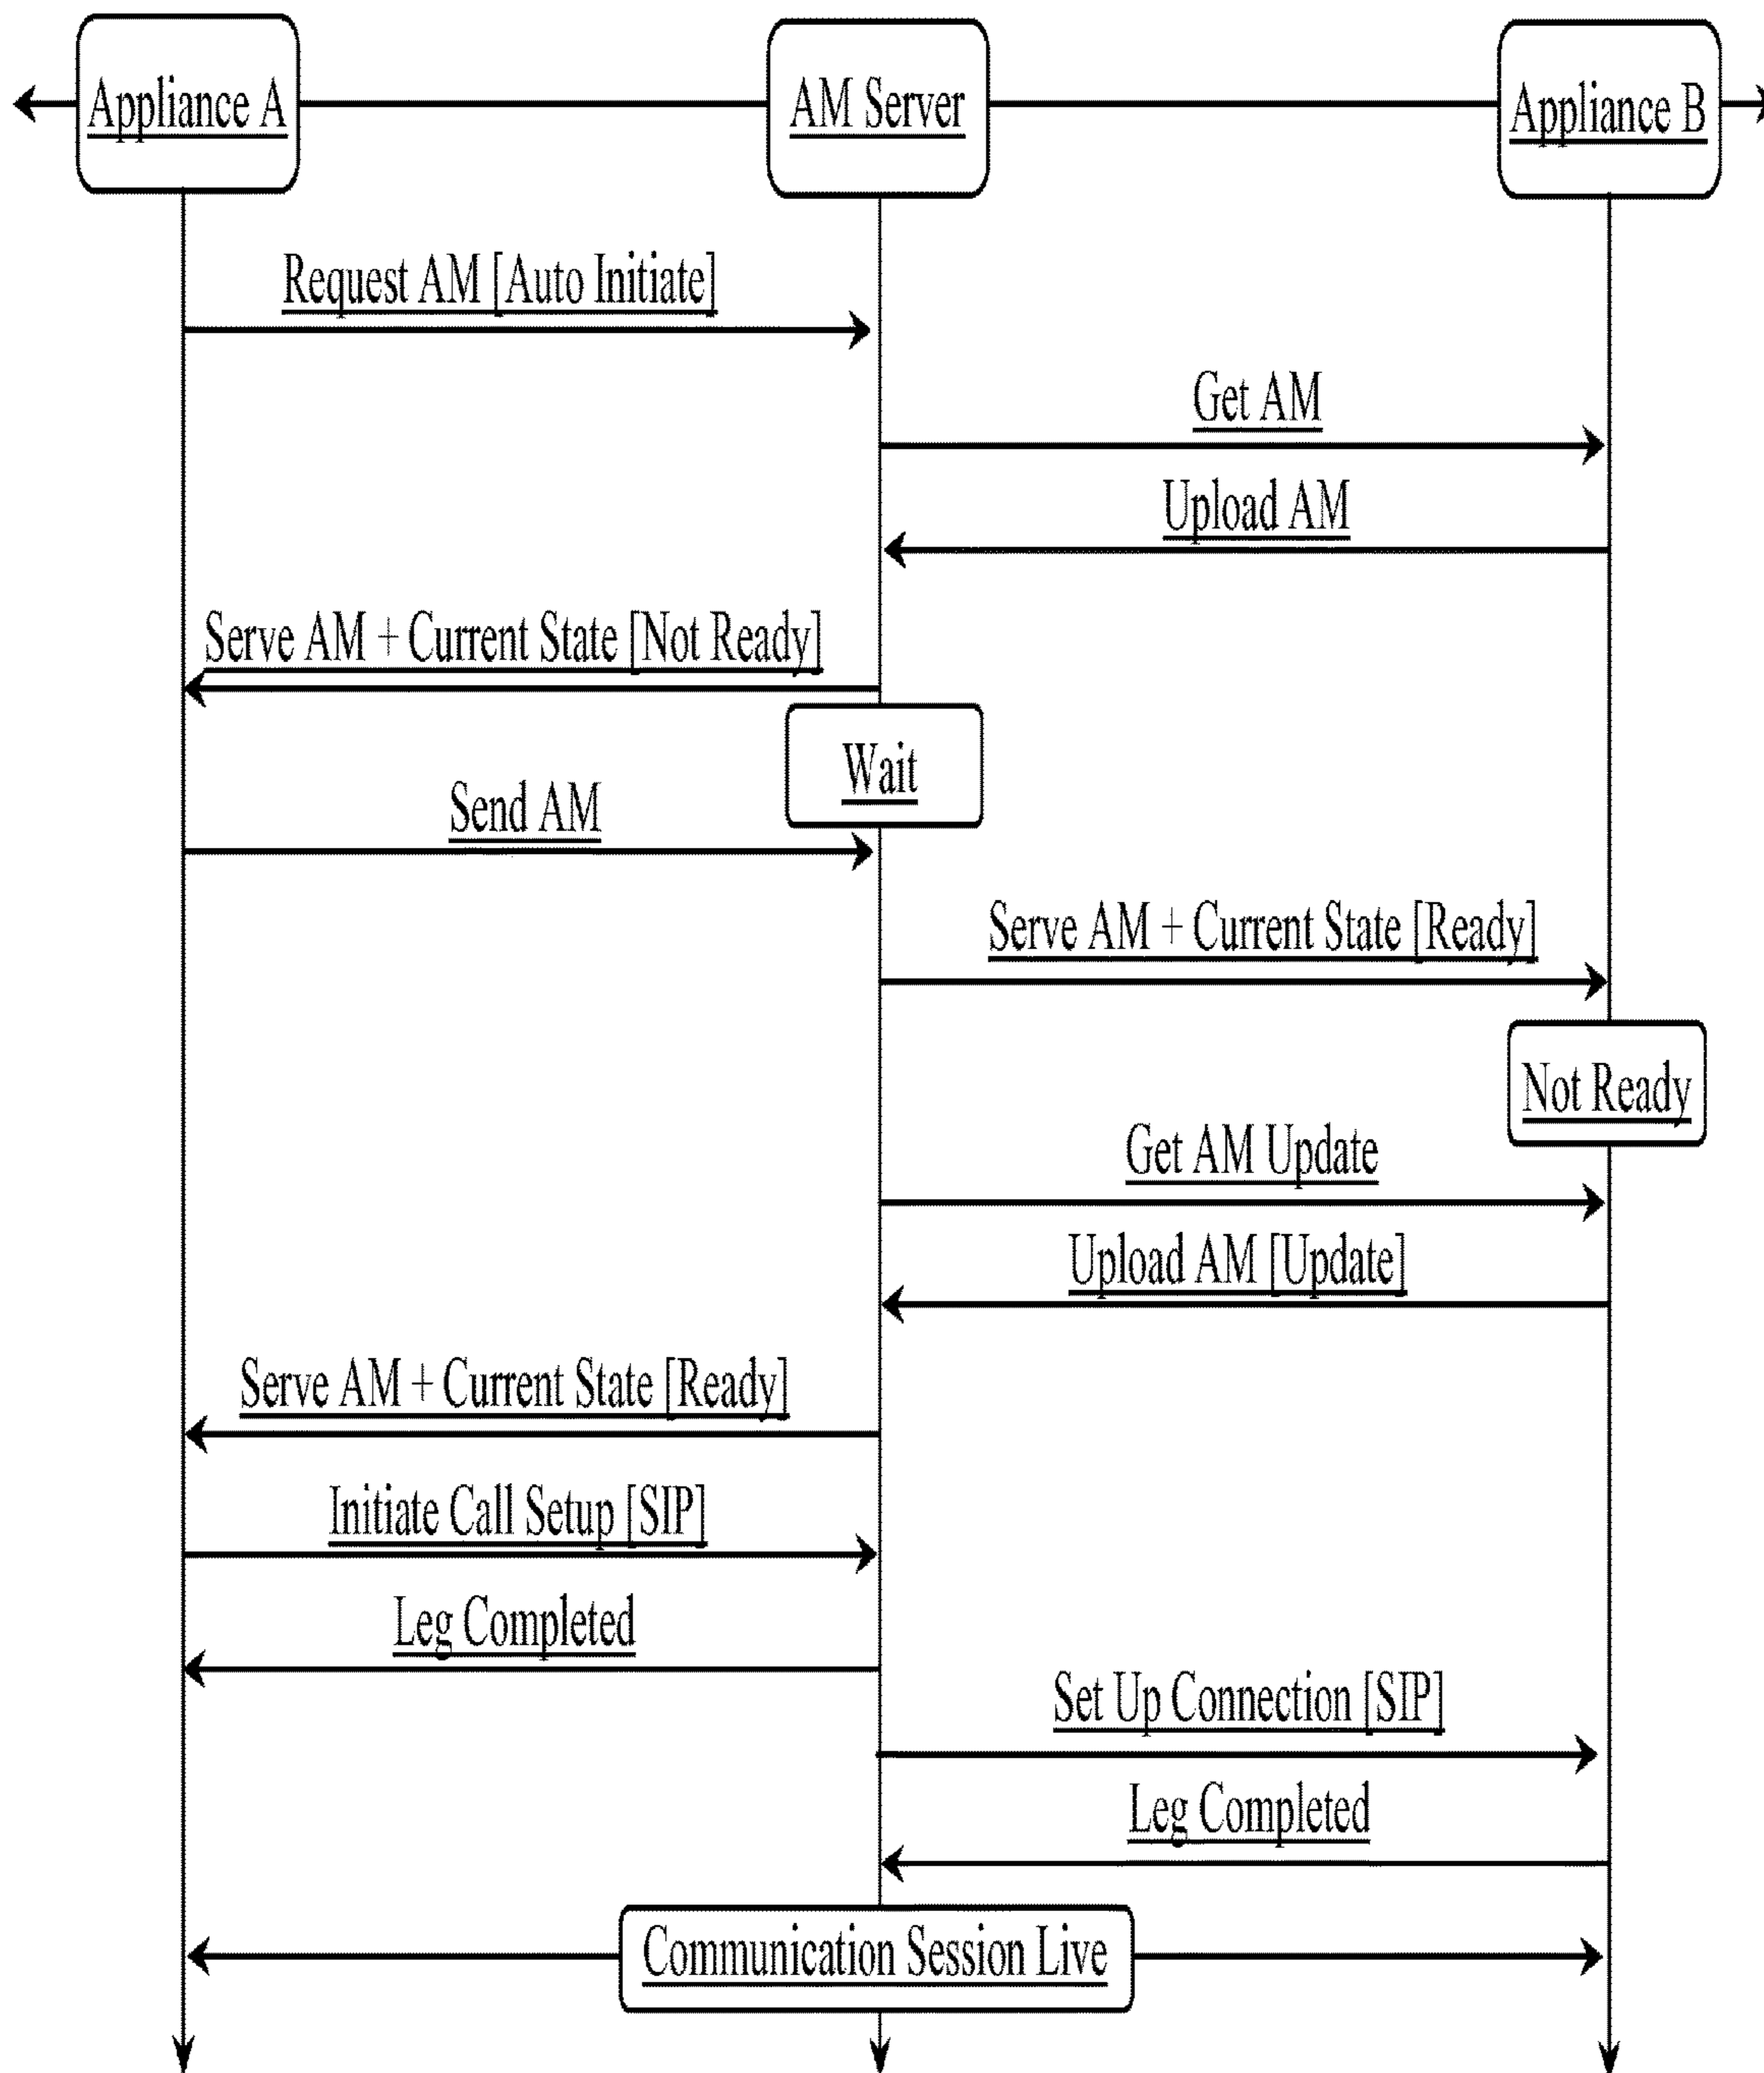 Appliance A
AM Server
Appliance B
Request AM [Auto Initiate]
Get AM
Upload AM
Serve AM + Current State [Not Ready]
Wait
Send AM
Serve AM + Current State [Ready]
Not Ready
Get AM Update
Upload AM [Update]
Serve AM + Current State [Ready]
Initiate Call Setup [SIP]
Leg Completed
Set Up Connection [SIP]
Leg Completed
Communication Session Live